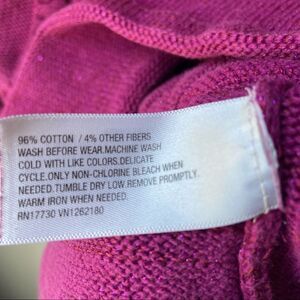 96% COTTON / 4% OTHER FIBERS
WASH BEFORE WEAR.MACHINE WASH
COLD WITH LIKE COLORS.DELICATE
CYCLE.ONLY NON-CHLORINE BLEACH WHEN
NEEDED.TUMBLE DRY LOW.REMOVE PROMPTLY.
WARM IRON WHEN NEEDED.
RN17730 VN1262180